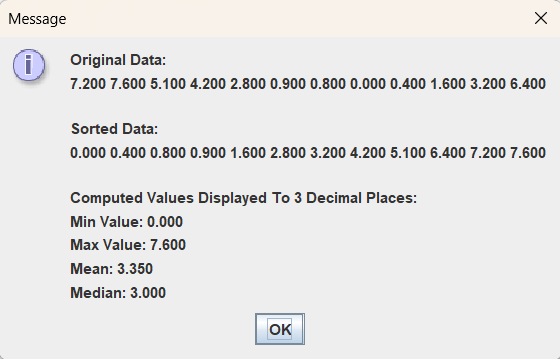 Message
Original Data:
7.200 7.600 5.100 4.200 2.800 0.900 0.800 0.000 0.400 1.600 3.200 6.400
Sorted Data:
0.000 0.400 0.800 0.900 1.600 2.800 3.200 4.200 5.100 6.400 7.200 7.600
Computed Values Displayed To 3 Decimal Places:
Min Value: 0.000
Max Value: 7.600
Mean: 3.350
Median: 3.000
OK